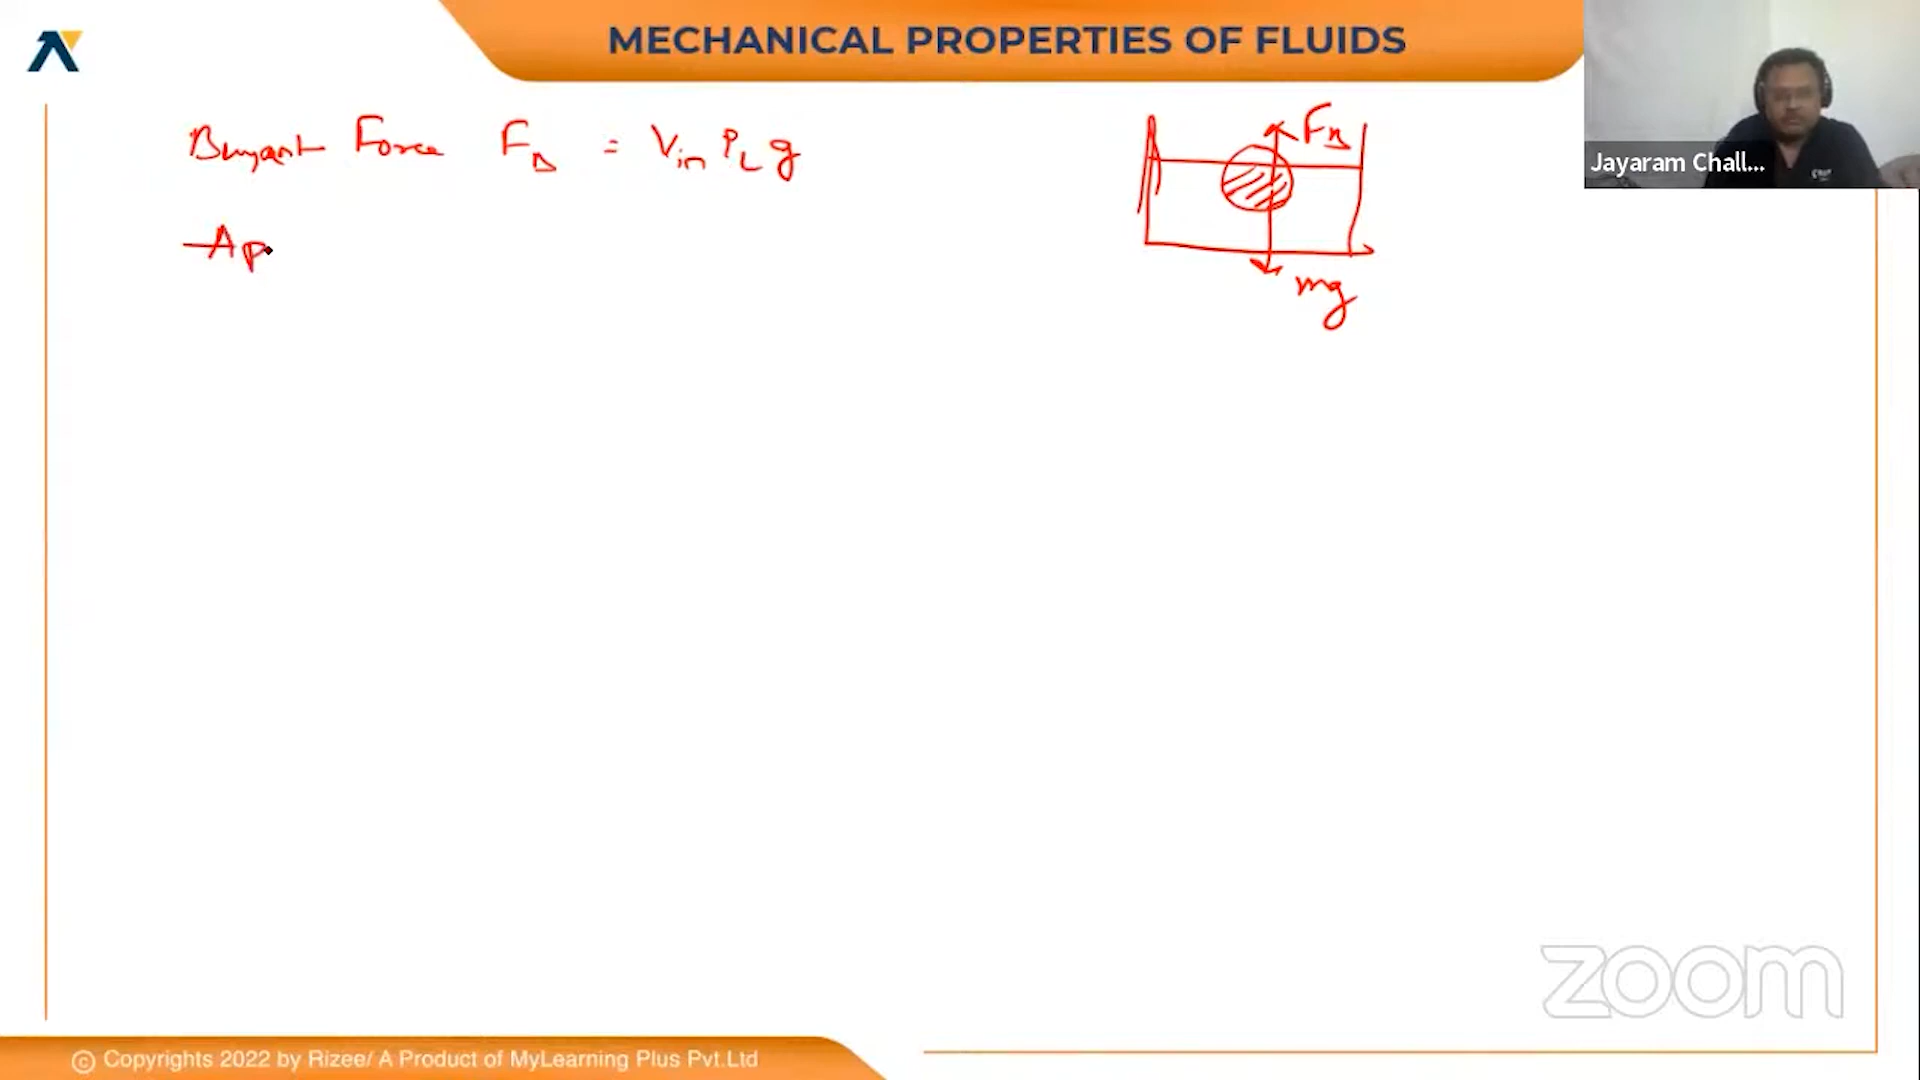 MECHANICAL PROPERTIES OF FLUIDS
Jayaram Chall...
Buyant Force F_B = V_in ρ_L g
F_B
mg
Ap
zoom
© Copyrights 2022 by Rizee/ A Product of MyLearning Plus Pvt.Ltd